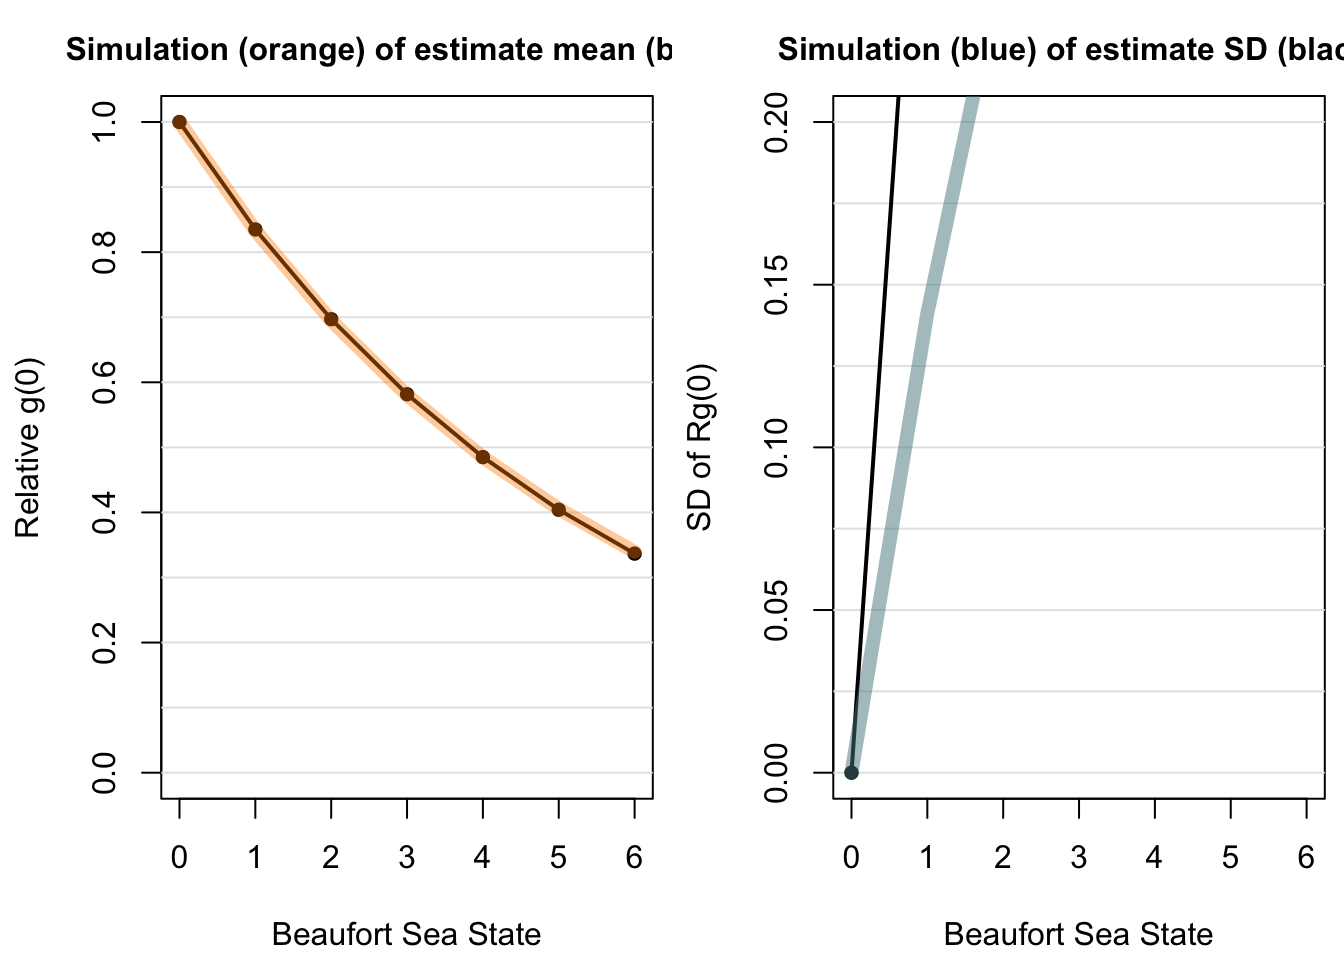 Simulation (orange) of estimate mean (b
Relative g(0)
1.0
0.8
0.6
0.4
0.2
0.0
0 1 2 3 4 5 6
Beaufort Sea State
Simulation (blue) of estimate SD (blac
SD of Rg(0)
0.20
0.15
0.10
0.05
0.00
0 1 2 3 4 5 6
Beaufort Sea State